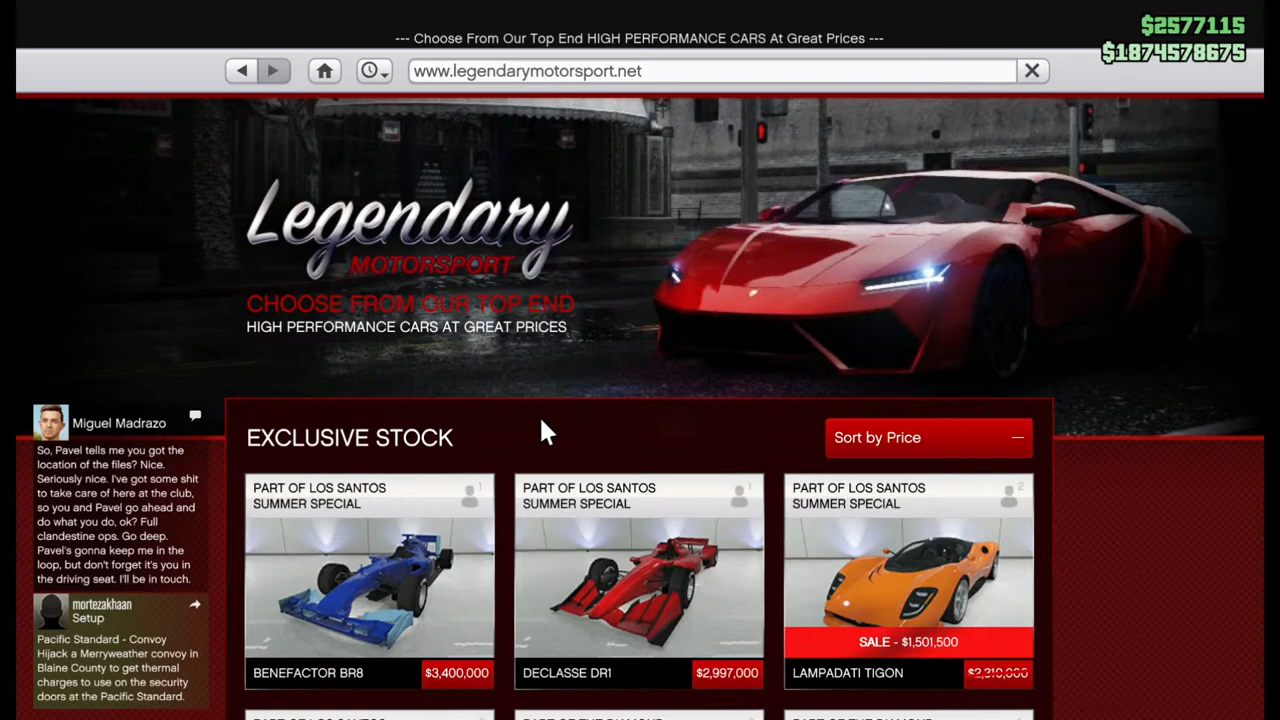 --- Choose From Our Top End HIGH PERFORMANCE CARS At Great Prices ---
$2577115
$1874578675
www.legendarymotorsport.net
Legendary
MOTORSPORT
CHOOSE FROM OUR TOP END
HIGH PERFORMANCE CARS AT GREAT PRICES
Miguel Madrazo
So, Pavel tells me you got the
location of the files? Nice.
Seriously nice. I've got some shit
to take care of here at the club,
so you and Pavel go ahead and
do what you do, ok? Full
clandestine ops. Go deep.
Pavel's gonna keep me in the
loop, but don't forget it's you in
the driving seat. I'll be in touch.
mortezakhaan
Setup
Pacific Standard - Convoy
Hijack a Merryweather convoy in
Blaine County to get thermal
charges to use on the security
doors at the Pacific Standard.
EXCLUSIVE STOCK
Sort by Price
PART OF LOS SANTOS
SUMMER SPECIAL
1
BENEFACTOR BR8
$3,400,000
PART OF LOS SANTOS
SUMMER SPECIAL
1
DECLASSE DR1
$2,997,000
PART OF LOS SANTOS
SUMMER SPECIAL
2
SALE - $1,501,500
LAMPADATI TIGON
$2,310,000